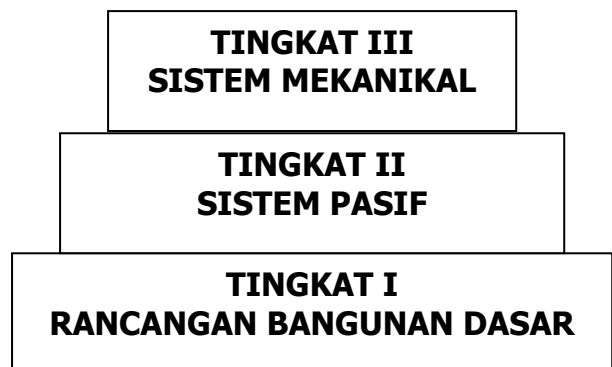 TINGKAT III
SISTEM MEKANIKAL
TINGKAT II
SISTEM PASIF
TINGKAT I
RANCANGAN BANGUNAN DASAR